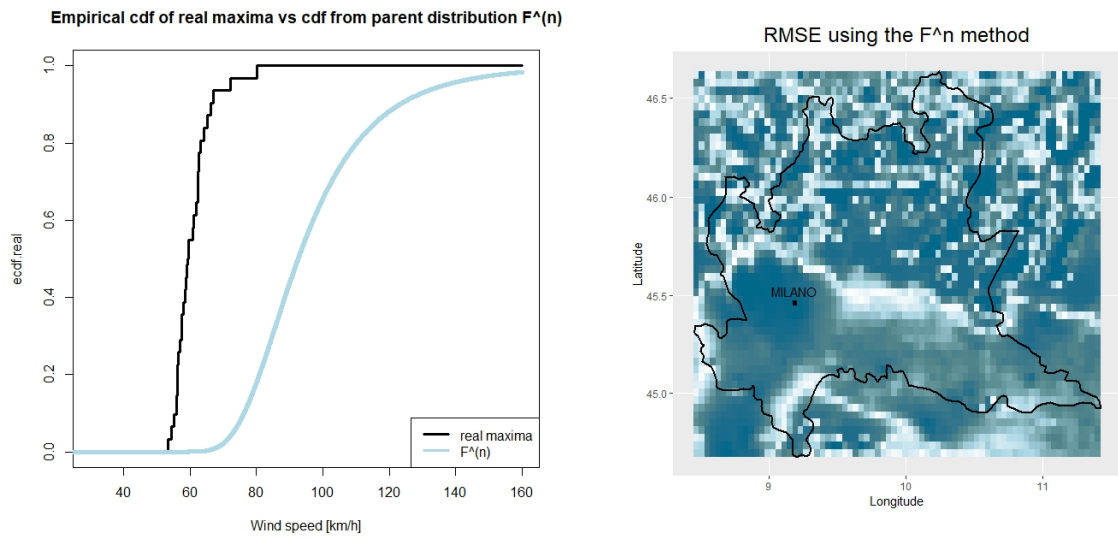 Empirical cdf of real maxima vs cdf from parent distribution F^(n)
ecdf.real
1.0
0.8
0.6
0.4
0.2
0.0
real maxima
F^(n)
40 60 80 100 120 140 160
Wind speed [km/h]
RMSE using the F^n method
Latitude
46.5
46.0
45.5
45.0
MILANO
9 10 11
Longitude